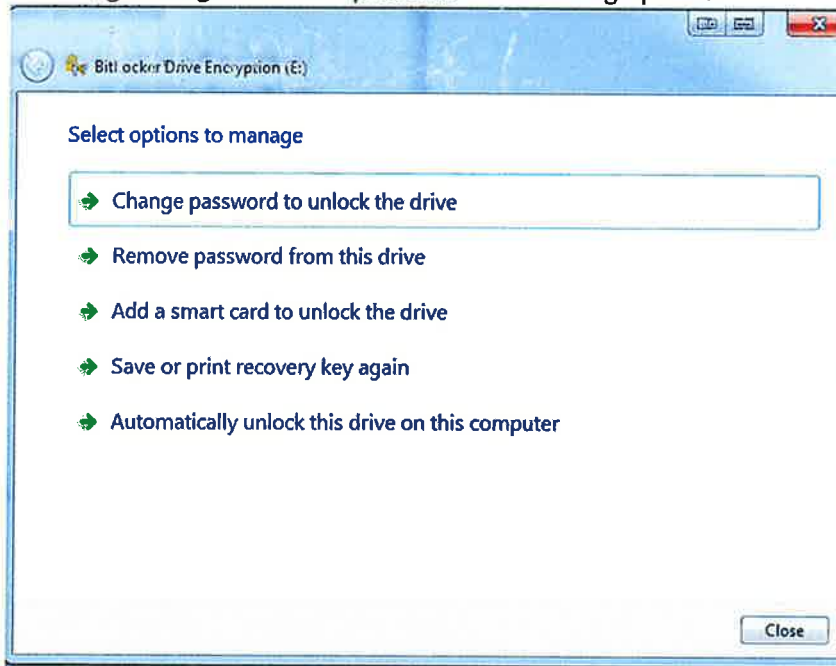 BitLocker Drive Encryption (E:)
Select options to manage
Change password to unlock the drive
Remove password from this drive
Add a smart card to unlock the drive
Save or print recovery key again
Automatically unlock this drive on this computer
Close